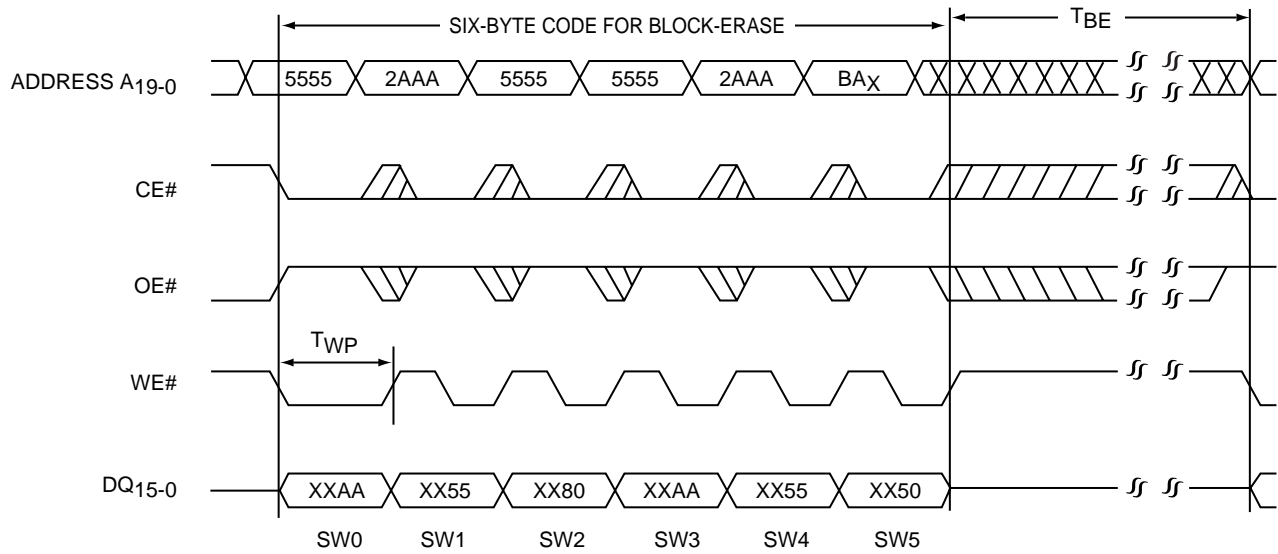 SIX-BYTE CODE FOR BLOCK-ERASE TBE
ADDRESS A19-0 5555 2AAA 5555 5555 2AAA BAX
CE#
OE#
TWP
WE#
DQ15-0 XXAA XX55 XX80 XXAA XX55 XX50
SW0 SW1 SW2 SW3 SW4 SW5